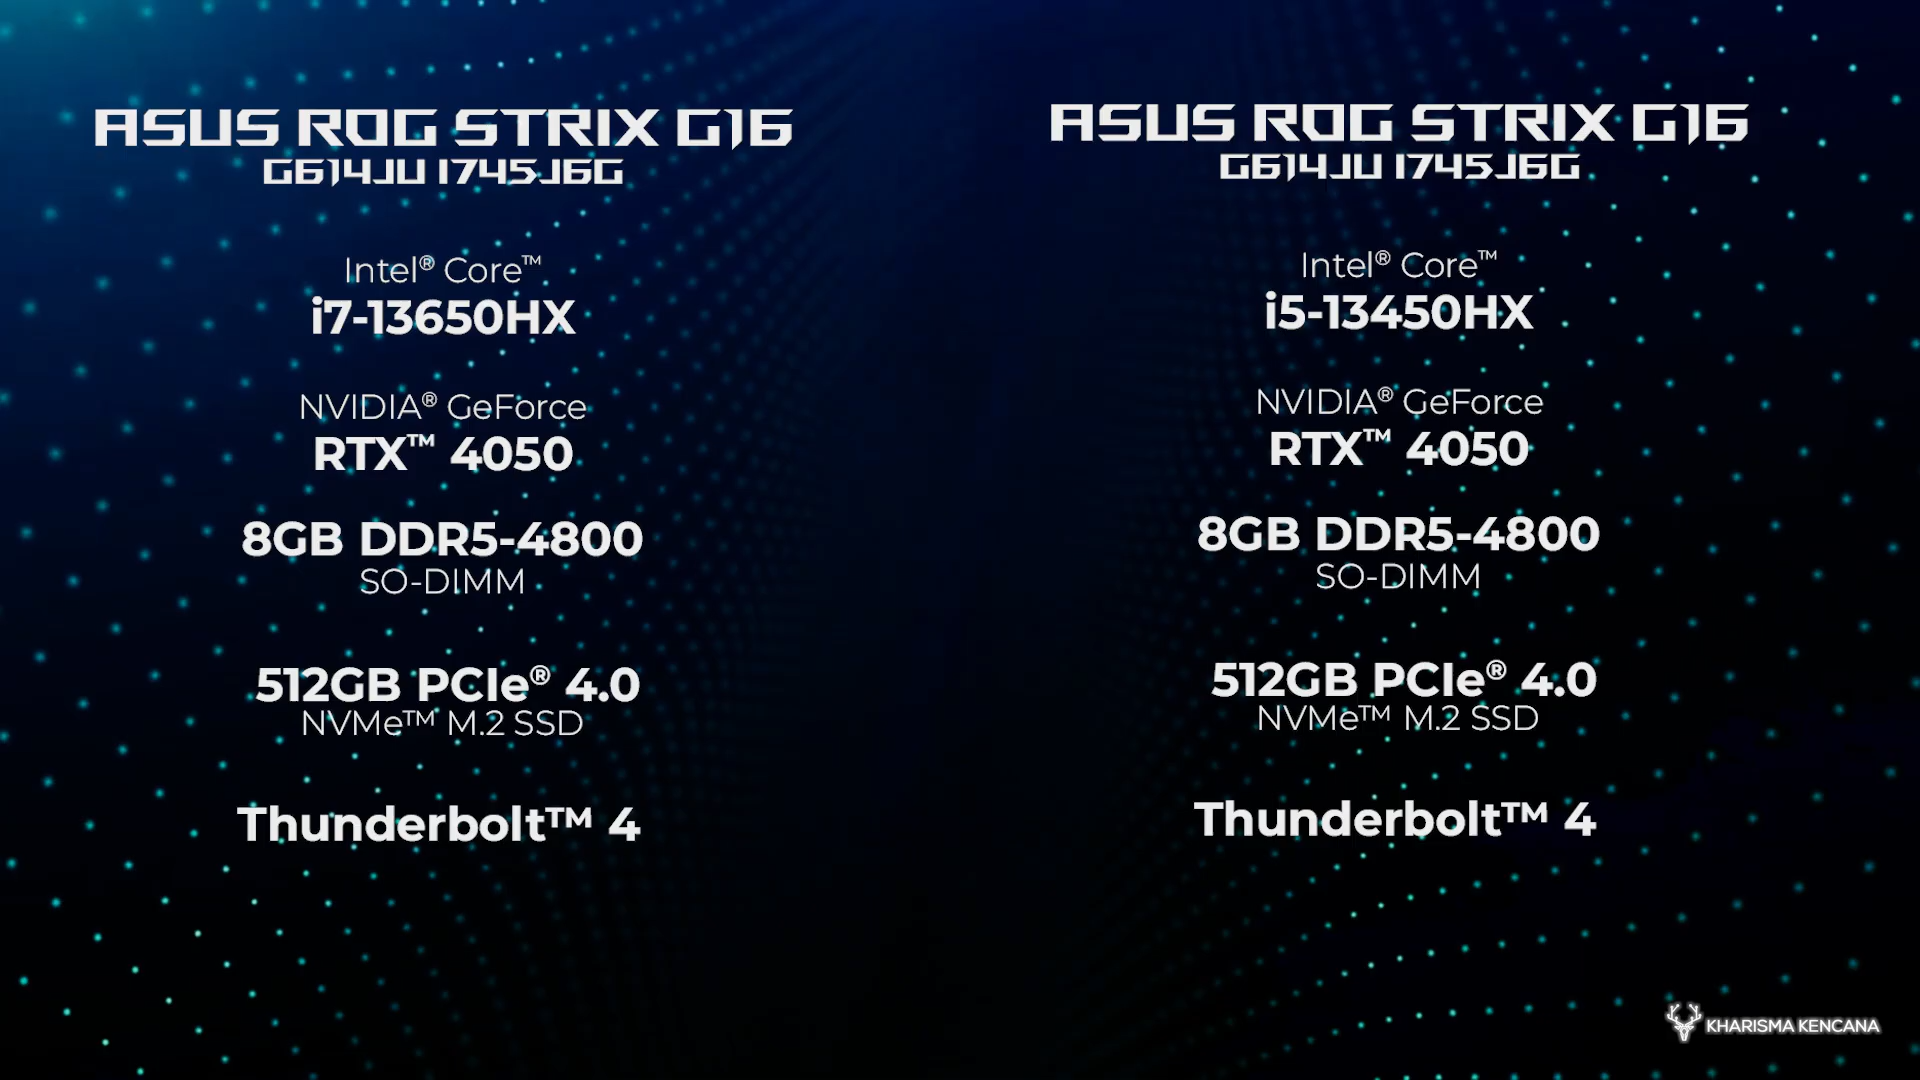 ASUS ROG STRIX G16
G614JU I745J6G
Intel® Core™
i7-13650HX
NVIDIA® GeForce
RTX™ 4050
8GB DDR5-4800
SO-DIMM
512GB PCIe® 4.0
NVMe™ M.2 SSD
Thunderbolt™ 4
ASUS ROG STRIX G16
G614JU I745J6G
Intel® Core™
i5-13450HX
NVIDIA® GeForce
RTX™ 4050
8GB DDR5-4800
SO-DIMM
512GB PCIe® 4.0
NVMe™ M.2 SSD
Thunderbolt™ 4
KHARISMA KENCANA